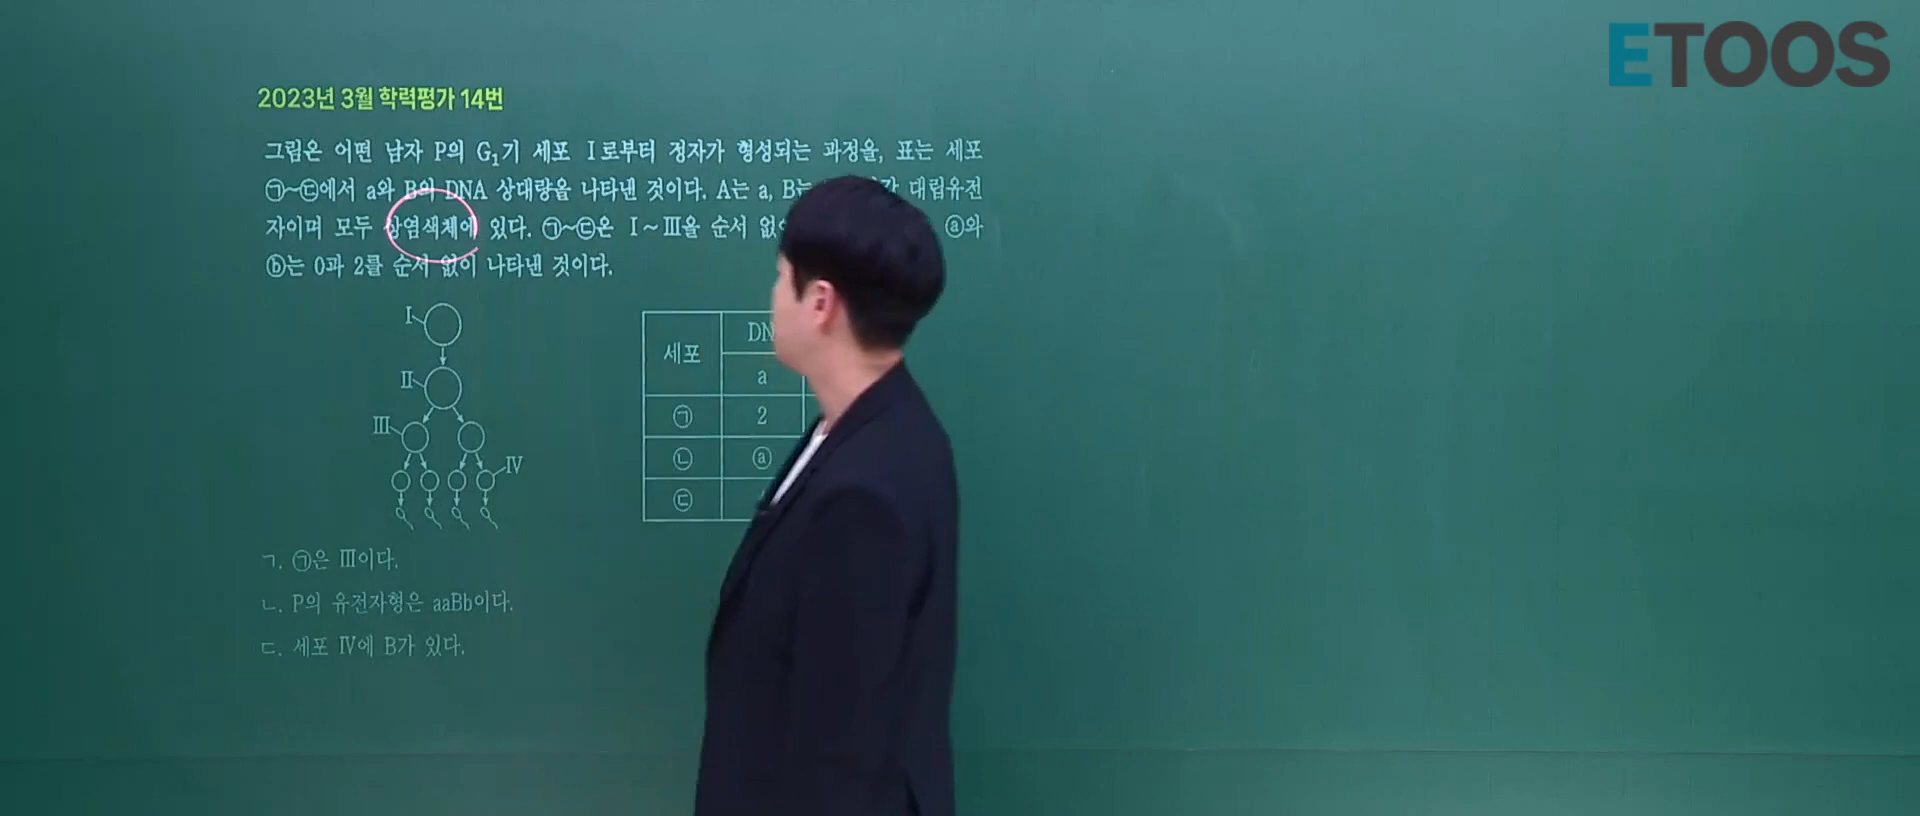 ETOOS
2023년 3월 학력평가 14번
그림은 어떤 남자 P의 G₁기 세포 Ⅰ로부터 정자가 형성되는 과정을, 표는 세포
㉠~㉢에서 a와 B의 DNA 상대량을 나타낸 것이다. A는 a, B는 대립유전
자이며 모두 상염색체에 있다. ㉠~㉢은 Ⅰ~Ⅲ을 순서 없 ⓐ와
ⓑ는 0과 2를 순서 없이 나타낸 것이다.
Ⅰ
Ⅱ
Ⅲ
Ⅳ
세포 DN
a
㉠ 2
㉡ ⓐ
㉢
ㄱ. ㉠은 Ⅲ이다.
ㄴ. P의 유전자형은 aaBb이다.
ㄷ. 세포 Ⅳ에 B가 있다.